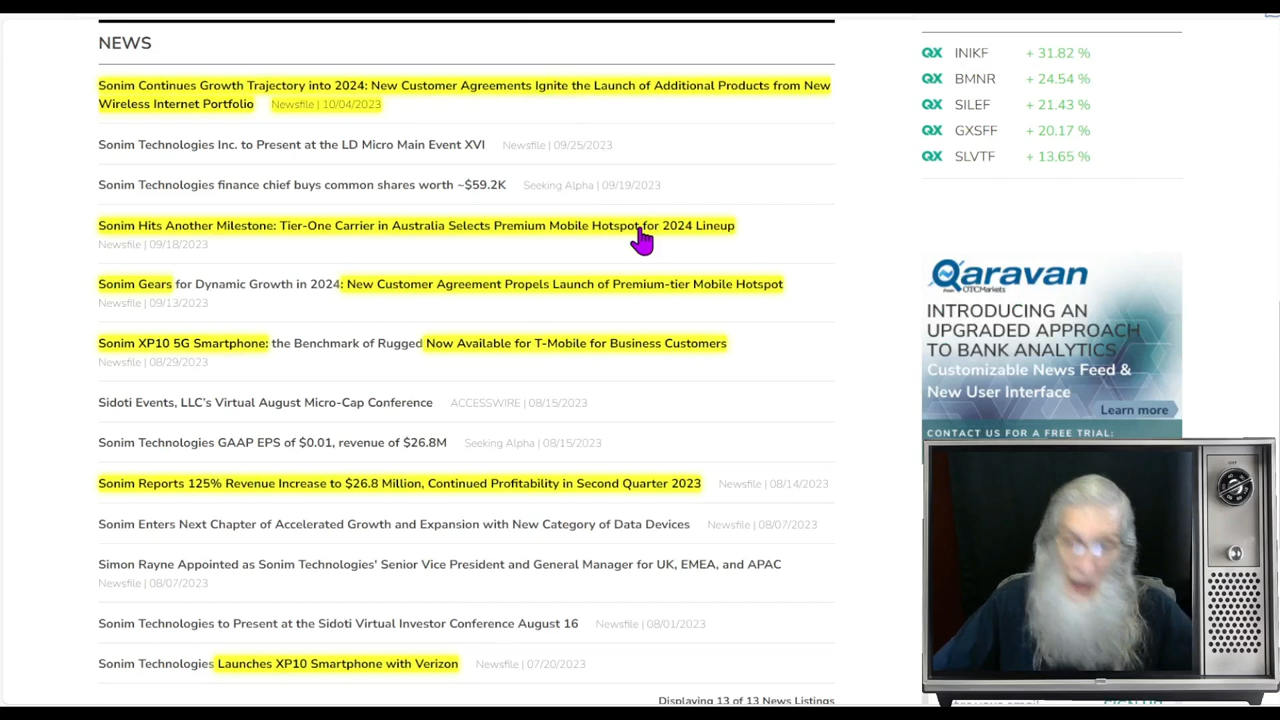 NEWS
Sonim Continues Growth Trajectory into 2024: New Customer Agreements Ignite the Launch of Additional Products from New
Wireless Internet Portfolio Newsfile | 10/04/2023
Sonim Technologies Inc. to Present at the LD Micro Main Event XVI Newsfile | 09/25/2023
Sonim Technologies finance chief buys common shares worth ~$59.2K Seeking Alpha | 09/19/2023
Sonim Hits Another Milestone: Tier-One Carrier in Australia Selects Premium Mobile Hotspot for 2024 Lineup
Newsfile | 09/18/2023
Sonim Gears for Dynamic Growth in 2024: New Customer Agreement Propels Launch of Premium-tier Mobile Hotspot
Newsfile | 09/13/2023
Sonim XP10 5G Smartphone: the Benchmark of Rugged Now Available for T-Mobile for Business Customers
Newsfile | 08/29/2023
Sidoti Events, LLC's Virtual August Micro-Cap Conference ACCESSWIRE | 08/15/2023
Sonim Technologies GAAP EPS of $0.01, revenue of $26.8M Seeking Alpha | 08/15/2023
Sonim Reports 125% Revenue Increase to $26.8 Million, Continued Profitability in Second Quarter 2023 Newsfile | 08/14/2023
Sonim Enters Next Chapter of Accelerated Growth and Expansion with New Category of Data Devices Newsfile | 08/07/2023
Simon Rayne Appointed as Sonim Technologies' Senior Vice President and General Manager for UK, EMEA, and APAC
Newsfile | 08/07/2023
Sonim Technologies to Present at the Sidoti Virtual Investor Conference August 16 Newsfile | 08/01/2023
Sonim Technologies Launches XP10 Smartphone with Verizon Newsfile | 07/20/2023
Displaying 13 of 13 News Listings
QX INIKF + 31.82 %
QX BMNR + 24.54 %
QX SILEF + 21.43 %
QX GXSFF + 20.17 %
QX SLVTF + 13.65 %
Qaravan
From OTCMarkets
INTRODUCING AN
UPGRADED APPROACH
TO BANK ANALYTICS
Customizable News Feed &
New User Interface
Learn more
CONTACT US FOR A FREE TRIAL: